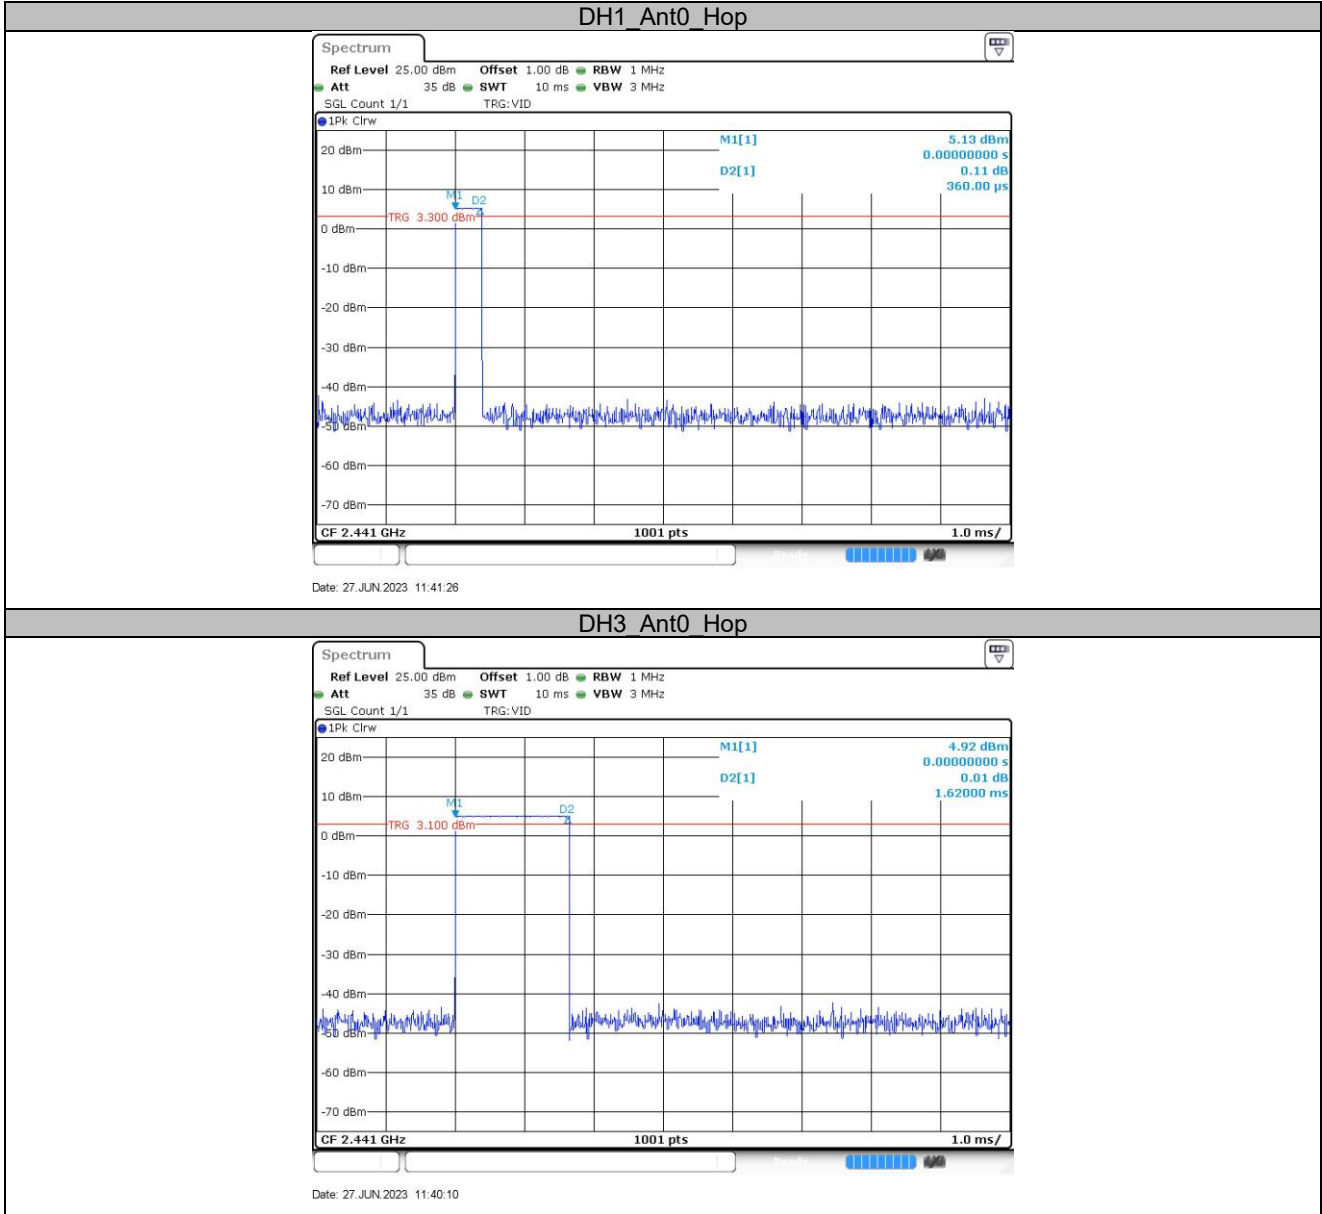 DH1_Ant0_Hop
Spectrum
Ref Level 25.00 dBm Offset 1.00 dB RBW 1 MHz
Att 35 dB SWT 10 ms VBW 3 MHz
SGL Count 1/1 TRG:VID
1Pk Clrw
M1[1] 5.13 dBm
0.00000000 s
D2[1] 0.11 dB
360.00 µs
20 dBm
10 dBm
M1 D2
TRG 3.300 dBm
0 dBm
-10 dBm
-20 dBm
-30 dBm
-40 dBm
-50 dBm
-60 dBm
-70 dBm
CF 2.441 GHz 1001 pts 1.0 ms/
Ready
Date: 27.JUN.2023 11:41:26
DH3_Ant0_Hop
Spectrum
Ref Level 25.00 dBm Offset 1.00 dB RBW 1 MHz
Att 35 dB SWT 10 ms VBW 3 MHz
SGL Count 1/1 TRG:VID
1Pk Clrw
M1[1] 4.92 dBm
0.00000000 s
D2[1] 0.01 dB
1.62000 ms
20 dBm
10 dBm
M1 D2
TRG 3.100 dBm
0 dBm
-10 dBm
-20 dBm
-30 dBm
-40 dBm
-50 dBm
-60 dBm
-70 dBm
CF 2.441 GHz 1001 pts 1.0 ms/
Ready
Date: 27.JUN.2023 11:40:10